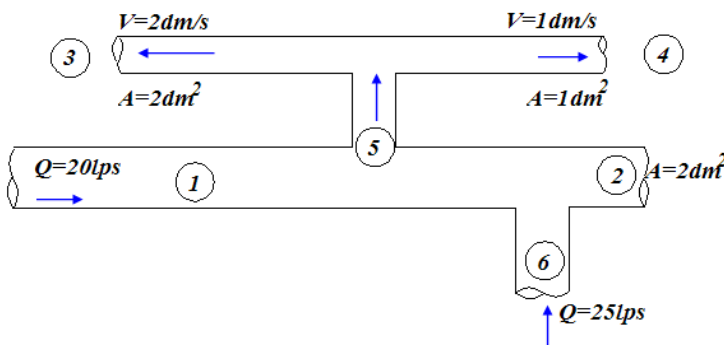 V=2dm/s
V=1dm/s
3
4
A=2dm²
A=1dm²
5
Q=20lps
1
2
A=2dm²
6
Q=25lps